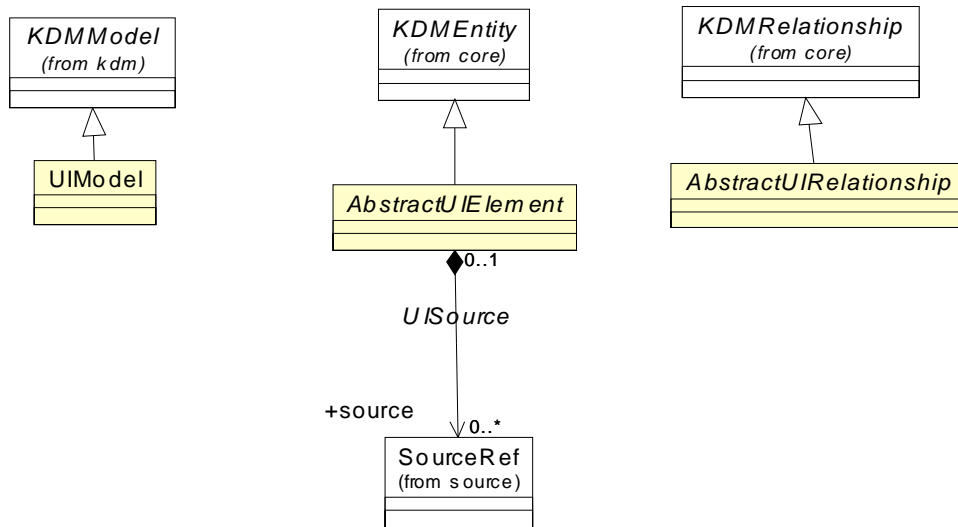 KDMModel
(from kdm)
KDMEntity
(from core)
KDMRelationship
(from core)
UIModel
AbstractUIElement
AbstractUIRelationship
0..1
UISource
+source
0..*
SourceRef
(from source)